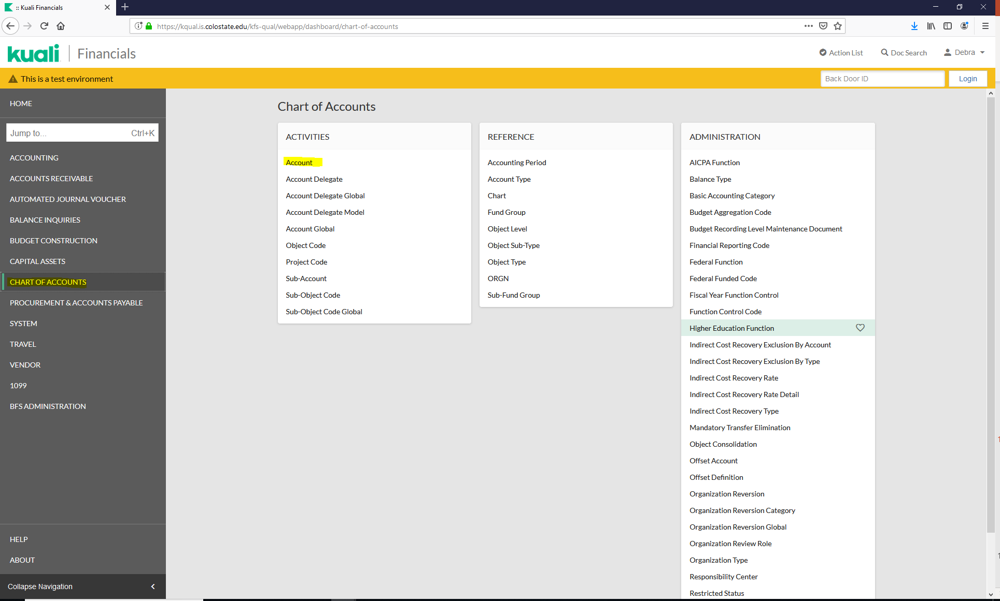 :: Kuali Financials
https://kqual.is.colostate.edu/kfs-qual/webapp/dashboard/chart-of-accounts
kuali Financials
Action List
Doc Search
Debra
This is a test environment
Back Door ID
Login
HOME
Jump to... Ctrl+K
ACCOUNTING
ACCOUNTS RECEIVABLE
AUTOMATED JOURNAL VOUCHER
BALANCE INQUIRIES
BUDGET CONSTRUCTION
CAPITAL ASSETS
CHART OF ACCOUNTS
PROCUREMENT & ACCOUNTS PAYABLE
SYSTEM
TRAVEL
VENDOR
1099
BFS ADMINISTRATION
HELP
ABOUT
Collapse Navigation
Chart of Accounts
ACTIVITIES
Account
Account Delegate
Account Delegate Global
Account Delegate Model
Account Global
Object Code
Project Code
Sub-Account
Sub-Object Code
Sub-Object Code Global
REFERENCE
Accounting Period
Account Type
Chart
Fund Group
Object Level
Object Sub-Type
Object Type
ORGN
Sub-Fund Group
ADMINISTRATION
AICPA Function
Balance Type
Basic Accounting Category
Budget Aggregation Code
Budget Recording Level Maintenance Document
Financial Reporting Code
Federal Function
Federal Funded Code
Fiscal Year Function Control
Function Control Code
Higher Education Function
Indirect Cost Recovery Exclusion By Account
Indirect Cost Recovery Exclusion By Type
Indirect Cost Recovery Rate
Indirect Cost Recovery Rate Detail
Indirect Cost Recovery Type
Mandatory Transfer Elimination
Object Consolidation
Offset Account
Offset Definition
Organization Reversion
Organization Reversion Category
Organization Reversion Global
Organization Review Role
Organization Type
Responsibility Center
Restricted Status